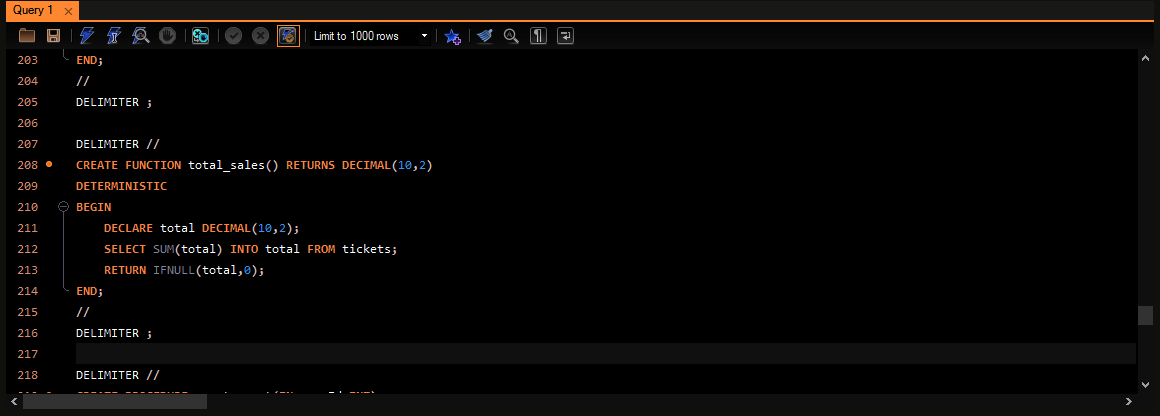 Query 1
Limit to 1000 rows
203 END;
204 //
205 DELIMITER ;
206
207 DELIMITER //
208 CREATE FUNCTION total_sales() RETURNS DECIMAL(10,2)
209 DETERMINISTIC
210 BEGIN
211 DECLARE total DECIMAL(10,2);
212 SELECT SUM(total) INTO total FROM tickets;
213 RETURN IFNULL(total,0);
214 END;
215 //
216 DELIMITER ;
217
218 DELIMITER //